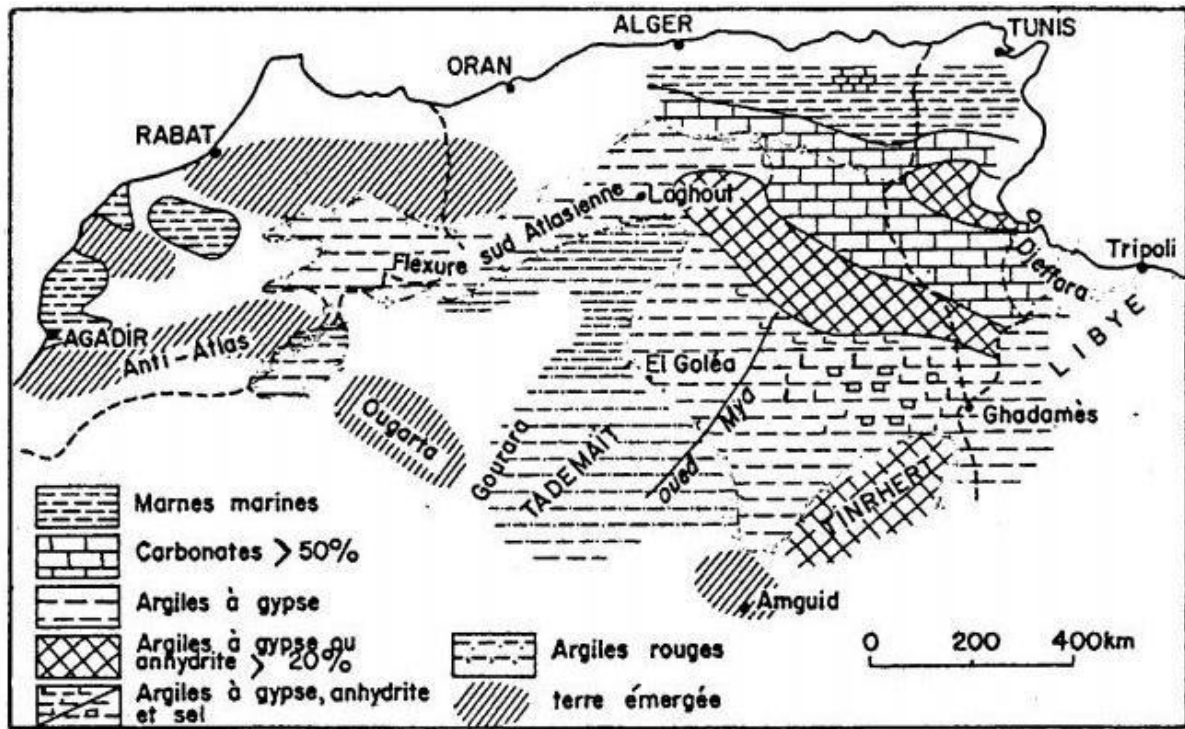 TUNIS
ALGER
ORAN
RABAT
Laghout
Flexure sud Atlasienne
Djeffara
Tripoli
LIBYE
AGADIR
Anti-Atlas
El Goléa
Mya
oued
Ghadamès
Ougarta
Gourara
TADEMAÏT
TINRHERT
Amguid
Marnes marines
Carbonates > 50%
Argiles à gypse
Argiles à gypse ou
anhydrite > 20%
Argiles à gypse, anhydrite
et sel
Argiles rouges
terre émergée
0 200 400km